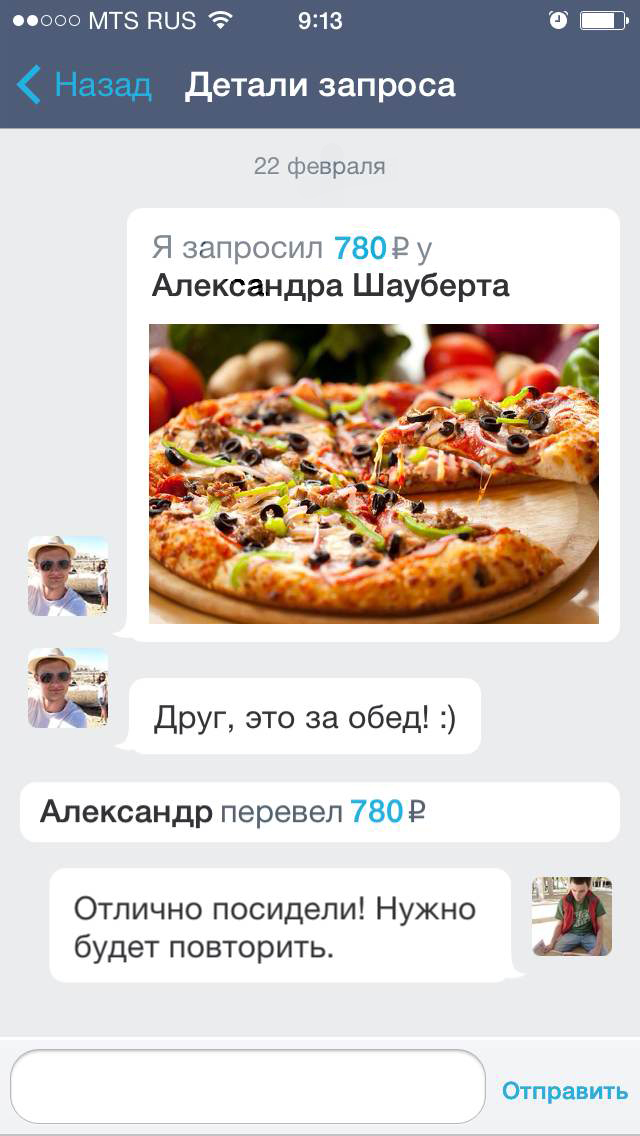 MTS RUS 9:13
Назад Детали запроса
22 февраля
Я запросил 780₽ у
Александра Шауберта
Друг, это за обед! :)
Александр перевел 780₽
Отлично посидели! Нужно
будет повторить.
Отправить